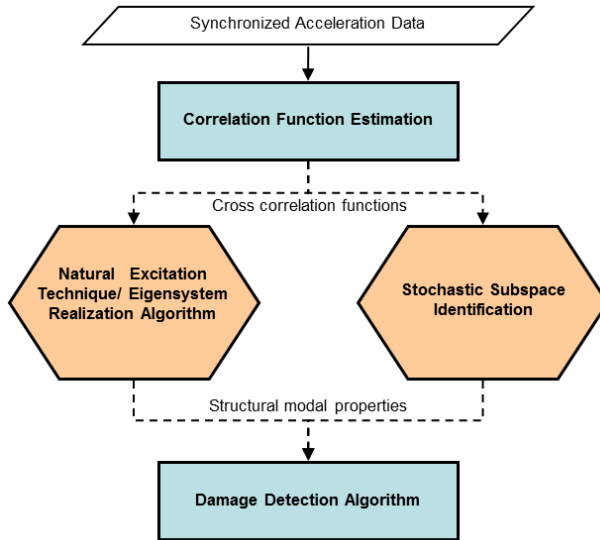 Synchronized Acceleration Data
Correlation Function Estimation
Cross correlation functions
Natural Excitation
Technique/ Eigensystem
Realization Algorithm
Stochastic Subspace
Identification
Structural modal properties
Damage Detection Algorithm